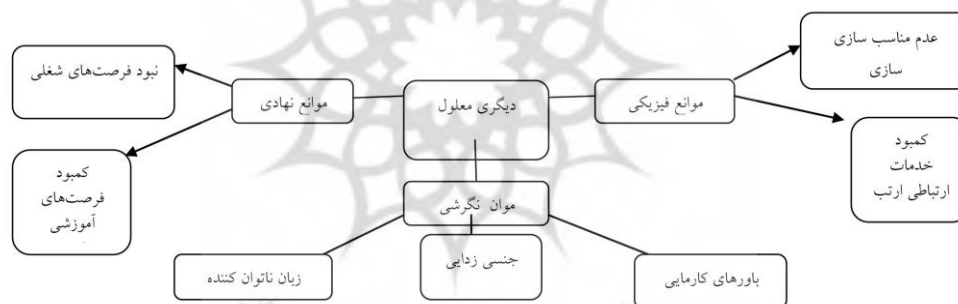 عدم مناسب سازی
سازی
نبود فرصت‌های شغلی
موانع نهادی
دیگری معلول
موانع فیزیکی
کمبود
خدمات
ارتباطی ارتب
کمبود
فرصت‌های
آموزشی
موان نگرشی
جنسی زدایی
زبان ناتوان کننده
باورهای کارمایی